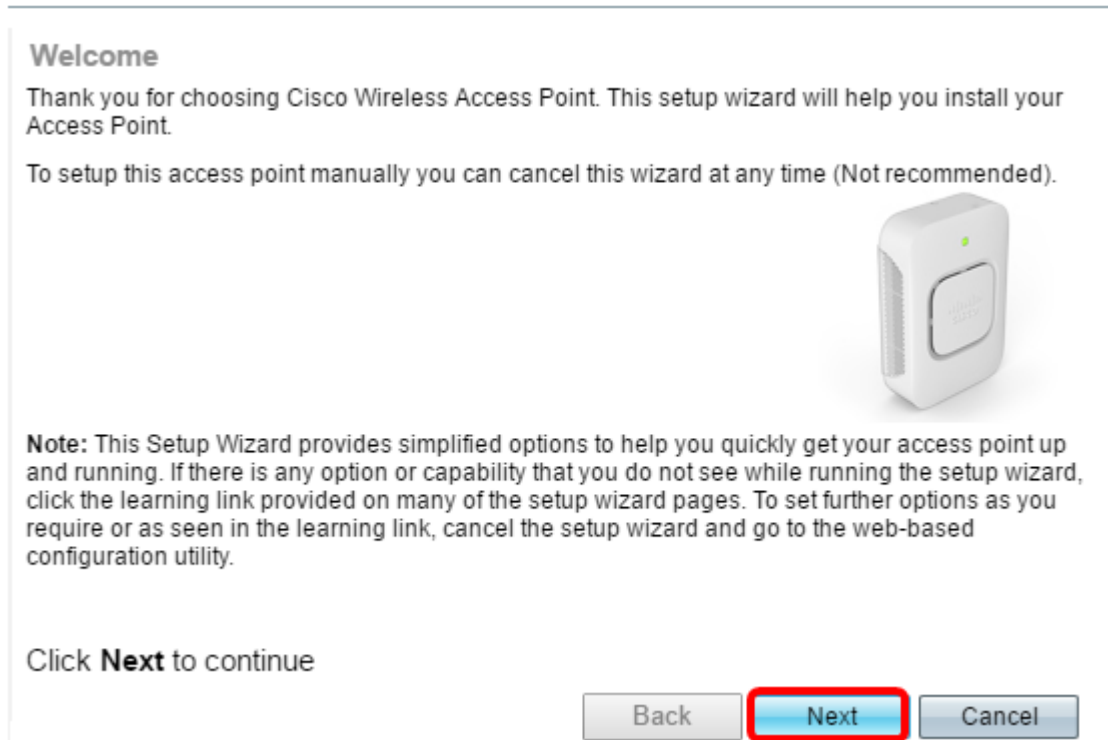 Welcome
Thank you for choosing Cisco Wireless Access Point. This setup wizard will help you install your
Access Point.
To setup this access point manually you can cancel this wizard at any time (Not recommended).
Note: This Setup Wizard provides simplified options to help you quickly get your access point up
and running. If there is any option or capability that you do not see while running the setup wizard,
click the learning link provided on many of the setup wizard pages. To set further options as you
require or as seen in the learning link, cancel the setup wizard and go to the web-based
configuration utility.
Click Next to continue
Back Next Cancel